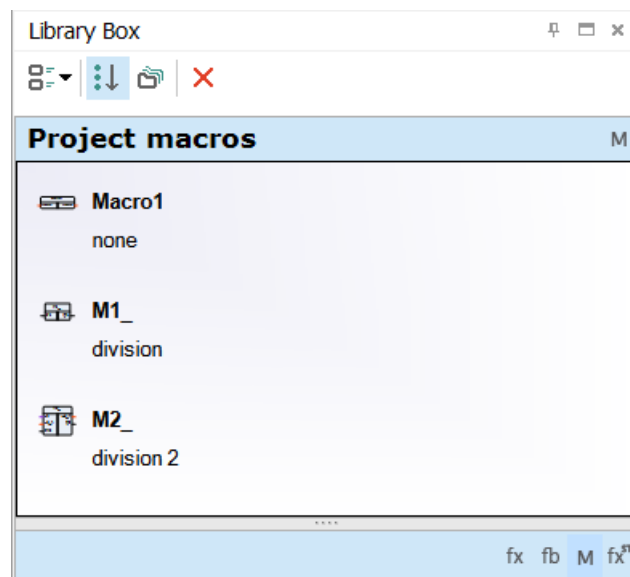 Library Box
Project macros M
Macro1
none
M1_
division
M2_
division 2
fx fb M fx